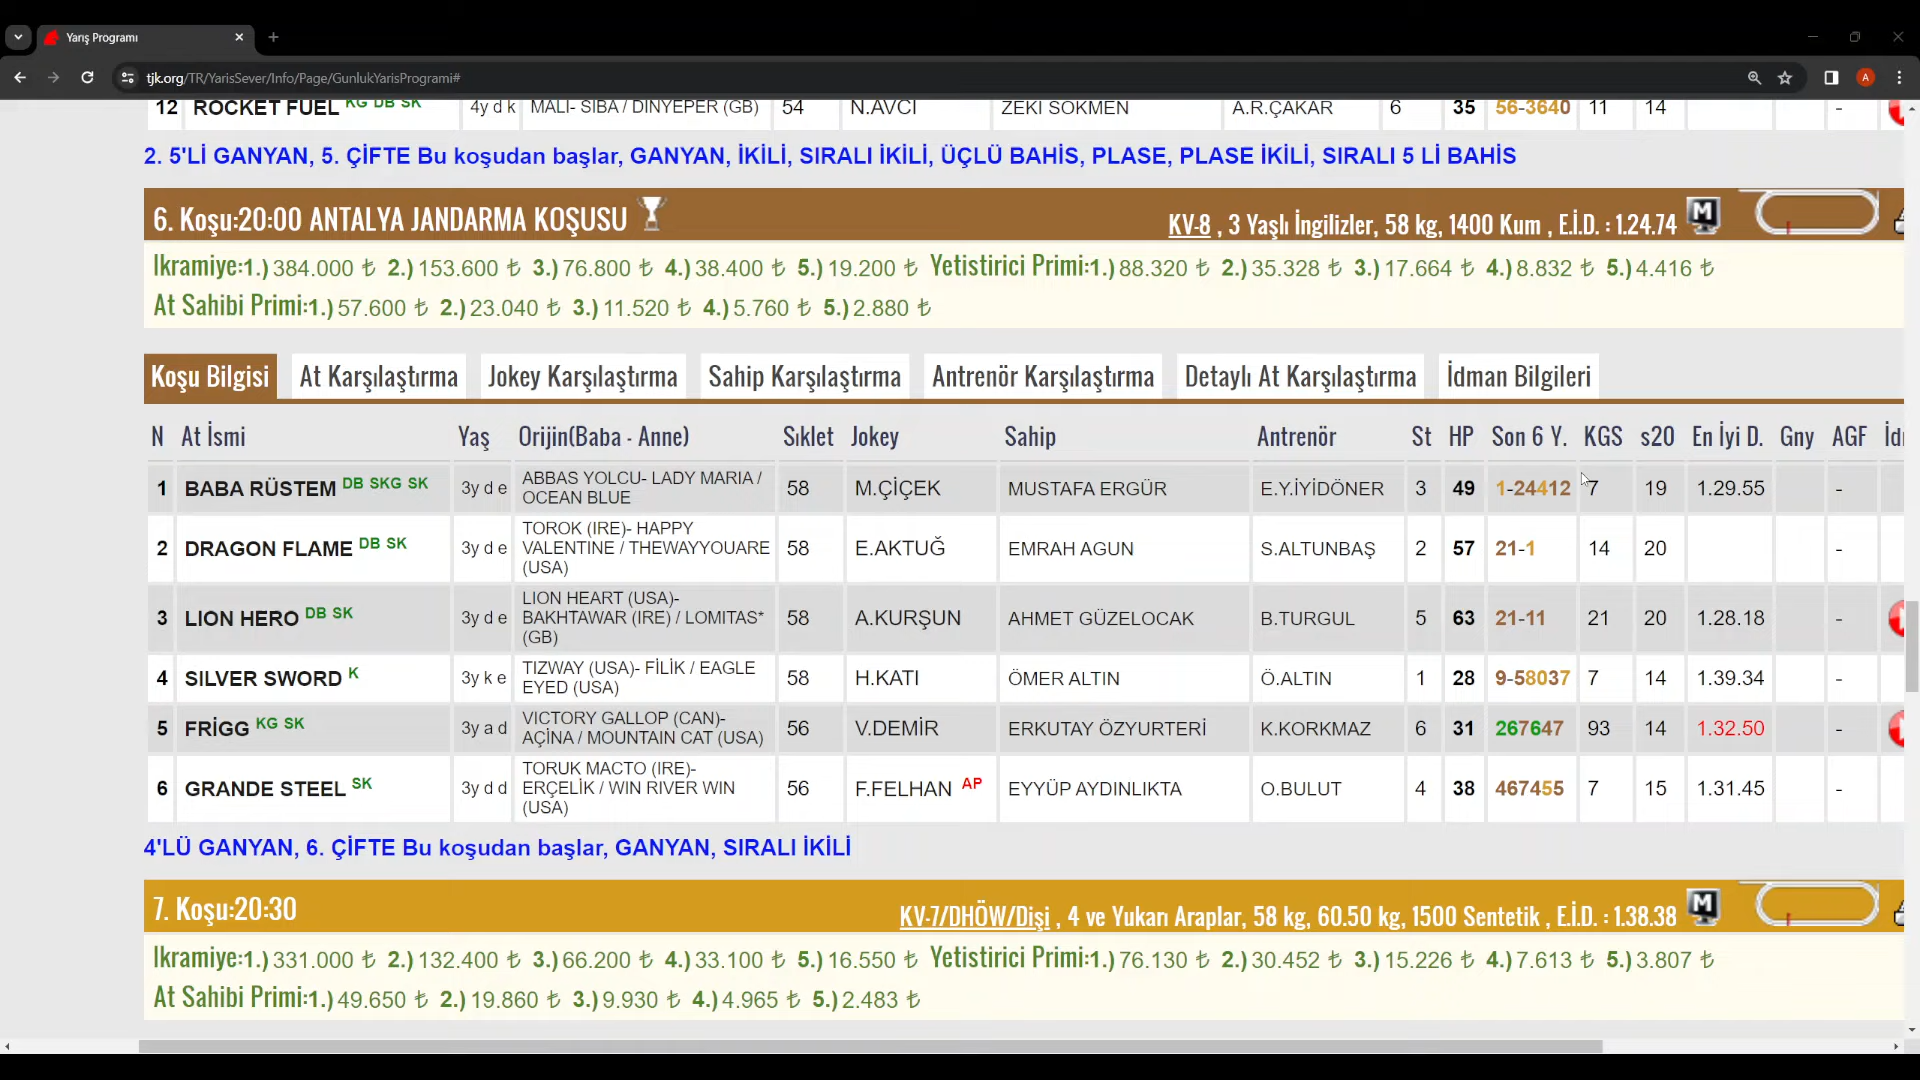 Yarış Programı
tjk.org/TR/YarisSever/Info/Page/GunlukYarisProgrami#
A
12 ROCKET FUEL KG DB SK 4y d k MALI- SIBA / DINYEPER (GB) 54 N.AVCI ZEKI SÖKMEN A.R.ÇAKAR 6 35 56-3640 11 14 -
2. 5'Lİ GANYAN, 5. ÇİFTE Bu koşudan başlar, GANYAN, İKİLİ, SIRALI İKİLİ, ÜÇLÜ BAHİS, PLASE, PLASE İKİLİ, SIRALI 5 Lİ BAHİS
6. Koşu:20:00 ANTALYA JANDARMA KOŞUSU KV-8 , 3 Yaşlı İngilizler, 58 kg, 1400 Kum , E.İ.D. : 1.24.74 M
Ikramiye:1.) 384.000 ₺ 2.) 153.600 ₺ 3.) 76.800 ₺ 4.) 38.400 ₺ 5.) 19.200 ₺ Yetistirici Primi:1.) 88.320 ₺ 2.) 35.328 ₺ 3.) 17.664 ₺ 4.) 8.832 ₺ 5.) 4.416 ₺
At Sahibi Primi:1.) 57.600 ₺ 2.) 23.040 ₺ 3.) 11.520 ₺ 4.) 5.760 ₺ 5.) 2.880 ₺
Koşu Bilgisi At Karşılaştırma Jokey Karşılaştırma Sahip Karşılaştırma Antrenör Karşılaştırma Detaylı At Karşılaştırma İdman Bilgileri
N At İsmi Yaş Orijin(Baba - Anne) Sıklet Jokey Sahip Antrenör St HP Son 6 Y. KGS s20 En İyi D. Gny AGF
1 BABA RÜSTEM DB SKG SK 3y d e ABBAS YOLCU- LADY MARIA /
OCEAN BLUE 58 M.ÇİÇEK MUSTAFA ERGÜR E.Y.İYİDÖNER 3 49 1-24412 7 19 1.29.55 -
2 DRAGON FLAME DB SK 3y d e TOROK (IRE)- HAPPY
VALENTINE / THEWAYYOUARE
(USA) 58 E.AKTUĞ EMRAH AGUN S.ALTUNBAŞ 2 57 21-1 14 20 -
3 LION HERO DB SK 3y d e LION HEART (USA)-
BAKHTAWAR (IRE) / LOMITAS*
(GB) 58 A.KURŞUN AHMET GÜZELOCAK B.TURGUL 5 63 21-11 21 20 1.28.18 -
4 SILVER SWORD K 3y k e TIZWAY (USA)- FİLİK / EAGLE
EYED (USA) 58 H.KATI ÖMER ALTIN Ö.ALTIN 1 28 9-58037 7 14 1.39.34 -
5 FRİGG KG SK 3y a d VICTORY GALLOP (CAN)-
AÇİNA / MOUNTAIN CAT (USA) 56 V.DEMİR ERKUTAY ÖZYURTERİ K.KORKMAZ 6 31 267647 93 14 1.32.50 -
6 GRANDE STEEL SK 3y d d TORUK MACTO (IRE)-
ERÇELİK / WIN RIVER WIN
(USA) 56 F.FELHAN AP EYYÜP AYDINLIKTA O.BULUT 4 38 467455 7 15 1.31.45 -
4'LÜ GANYAN, 6. ÇİFTE Bu koşudan başlar, GANYAN, SIRALI İKİLİ
7. Koşu:20:30 KV-7/DHÖW/Dişi , 4 ve Yukarı Araplar, 58 kg, 60.50 kg, 1500 Sentetik , E.İ.D. : 1.38.38 M
Ikramiye:1.) 331.000 ₺ 2.) 132.400 ₺ 3.) 66.200 ₺ 4.) 33.100 ₺ 5.) 16.550 ₺ Yetistirici Primi:1.) 76.130 ₺ 2.) 30.452 ₺ 3.) 15.226 ₺ 4.) 7.613 ₺ 5.) 3.807 ₺
At Sahibi Primi:1.) 49.650 ₺ 2.) 19.860 ₺ 3.) 9.930 ₺ 4.) 4.965 ₺ 5.) 2.483 ₺